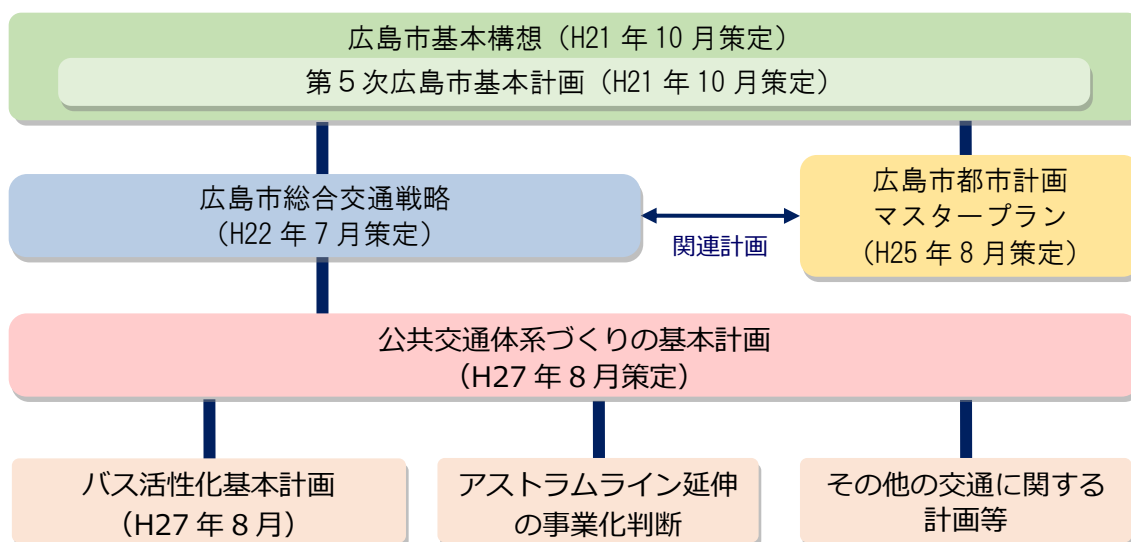 広島市基本構想（H21 年 10 月策定）
第５次広島市基本計画（H21 年 10 月策定）
広島市総合交通戦略
（H22 年 7 月策定）
関連計画
広島市都市計画
マスタープラン
（H25 年 8 月策定）
公共交通体系づくりの基本計画
（H27 年 8 月策定）
バス活性化基本計画
（H27 年 8 月）
アストラムライン延伸
の事業化判断
その他の交通に関する
計画等